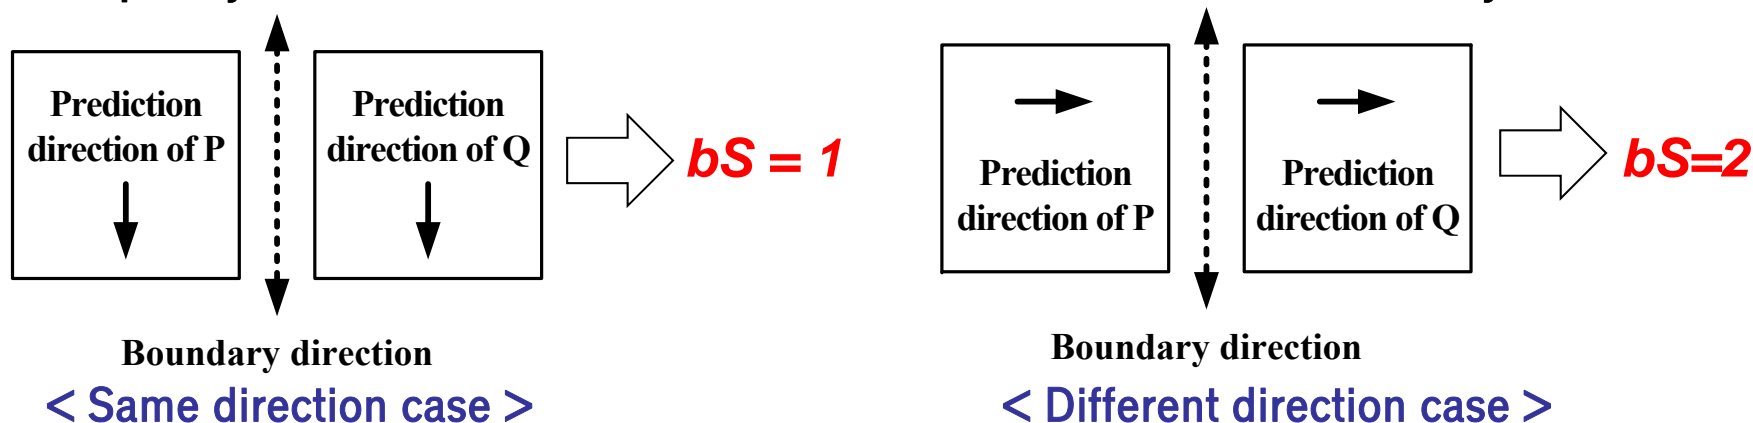 Prediction
direction of P
Prediction
direction of Q
bS = 1
Boundary direction
< Same direction case >
Prediction
direction of P
Prediction
direction of Q
bS=2
Boundary direction
< Different direction case >